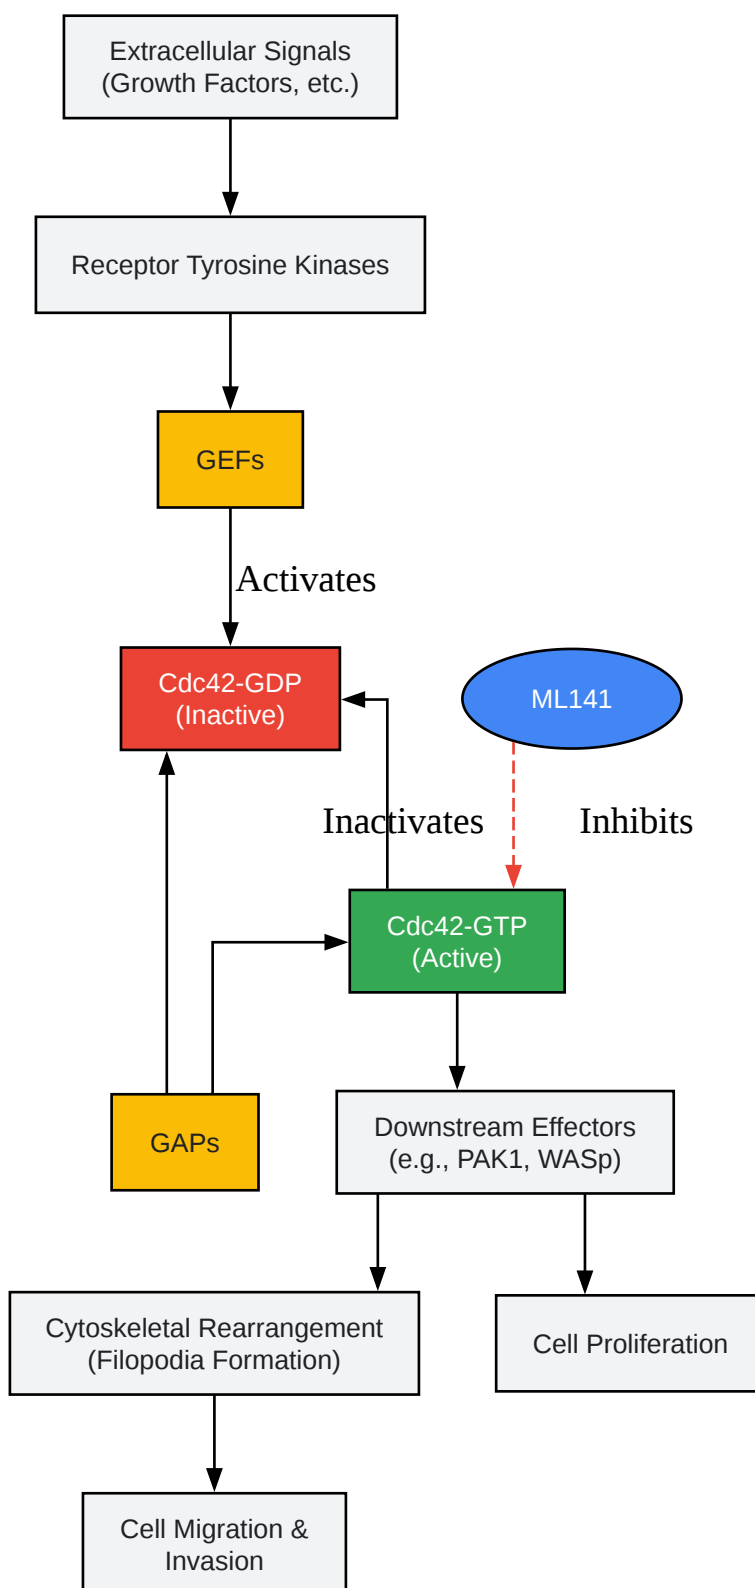 Extracellular Signals
(Growth Factors, etc.)
Receptor Tyrosine Kinases
GEFs
Activates
Cdc42-GDP
(Inactive)
ML141
Inactivates
Inhibits
Cdc42-GTP
(Active)
GAPs
Downstream Effectors
(e.g., PAK1, WASp)
Cytoskeletal Rearrangement
(Filopodia Formation)
Cell Proliferation
Cell Migration &
Invasion